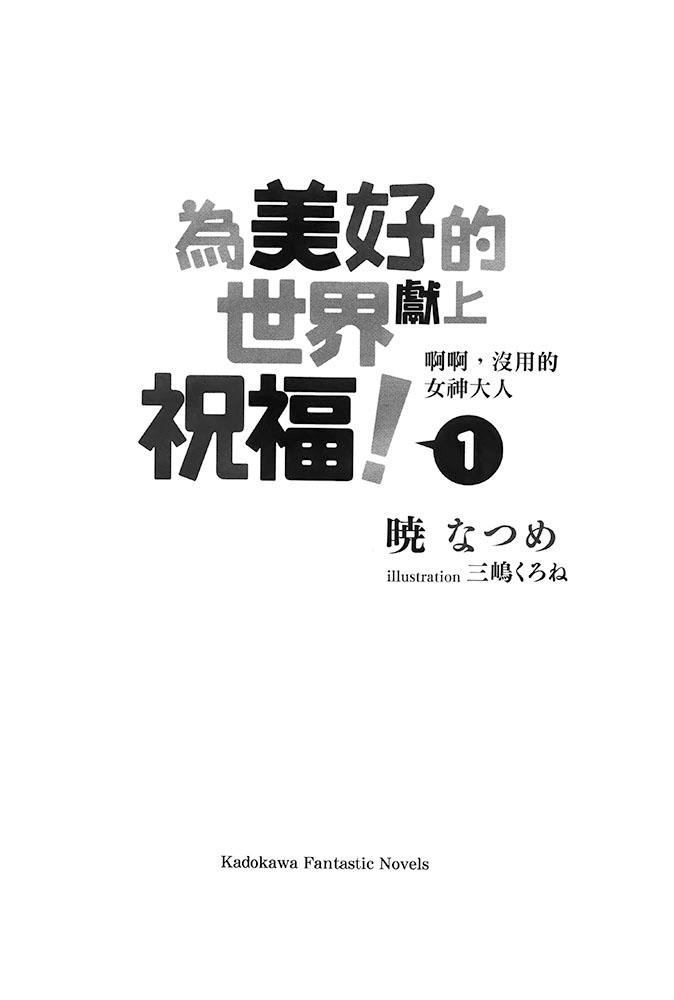 為美好的
世界獻上
祝福！
啊啊，沒用的
女神大人
1
暁 なつめ
illustration 三嶋くろね
Kadokawa Fantastic Novels